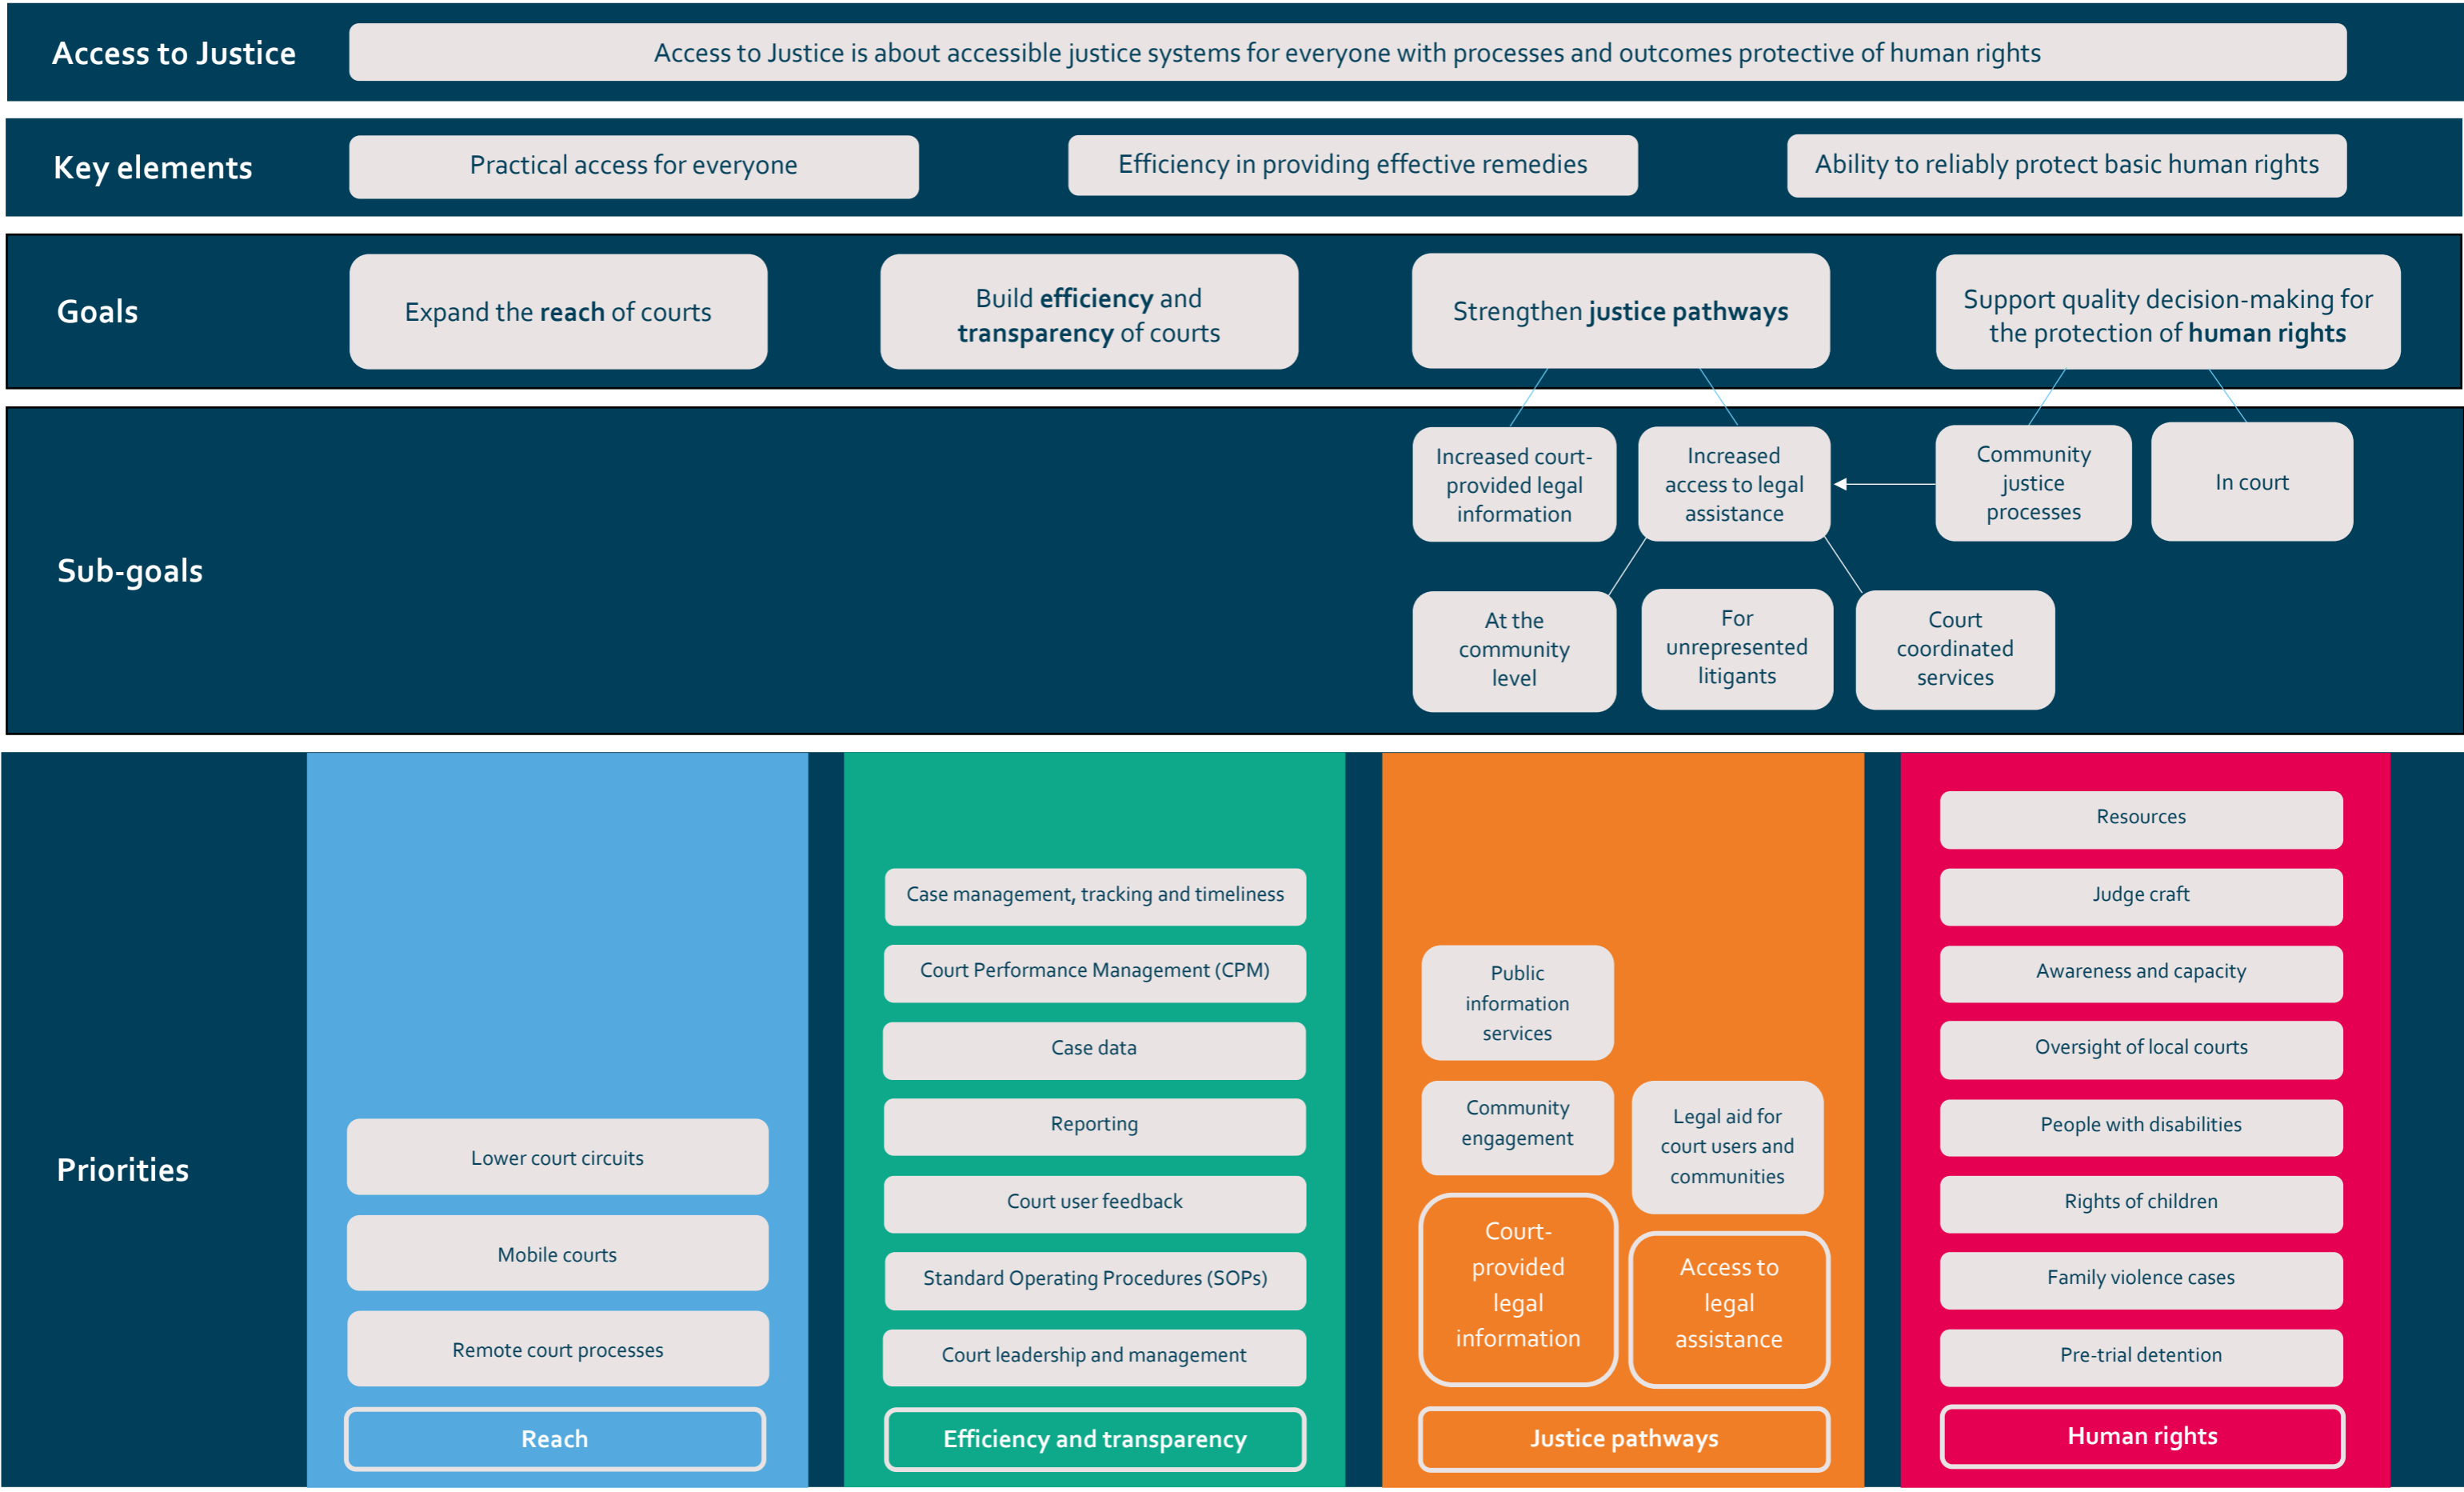 Access to Justice
Access to Justice is about accessible justice systems for everyone with processes and outcomes protective of human rights
Key elements
Practical access for everyone
Efficiency in providing effective remedies
Ability to reliably protect basic human rights
Goals
Expand the reach of courts
Build efficiency and
transparency of courts
Strengthen justice pathways
Support quality decision-making for
the protection of human rights
Sub-goals
Increased court-
provided legal
information
Increased
access to legal
assistance
Community
justice
processes
In court
At the
community
level
For
unrepresented
litigants
Court
coordinated
services
Priorities
Lower court circuits
Mobile courts
Remote court processes
Reach
Case management, tracking and timeliness
Court Performance Management (CPM)
Case data
Reporting
Court user feedback
Standard Operating Procedures (SOPs)
Court leadership and management
Efficiency and transparency
Public
information
services
Community
engagement
Court-
provided
legal
information
Legal aid for
court users and
communities
Access to
legal
assistance
Justice pathways
Resources
Judge craft
Awareness and capacity
Oversight of local courts
People with disabilities
Rights of children
Family violence cases
Pre-trial detention
Human rights